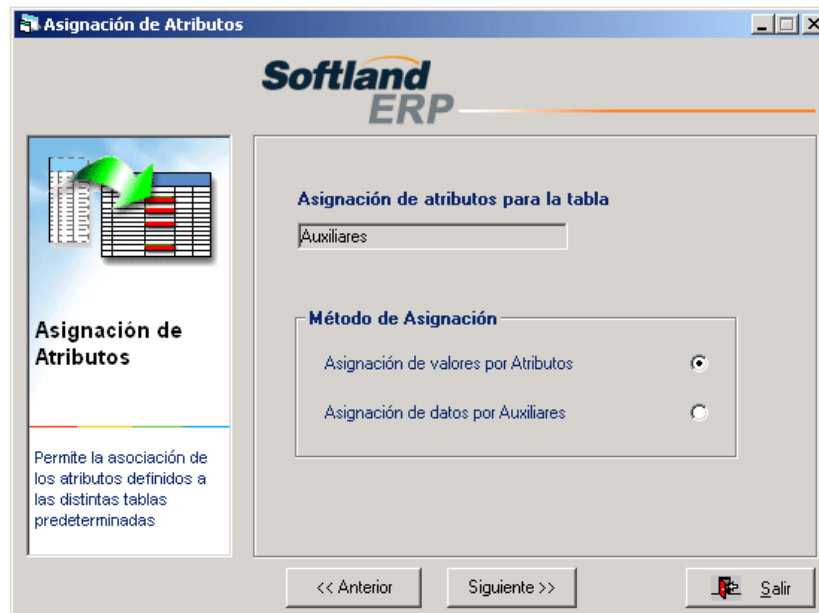 Asignación de Atributos
Softland
ERP
Asignación de atributos para la tabla
Auxiliares
Método de Asignación
Asignación de valores por Atributos
Asignación de datos por Auxiliares
Asignación de
Atributos
Permite la asociación de
los atributos definidos a
las distintas tablas
predeterminadas
<< Anterior
Siguiente >>
Salir